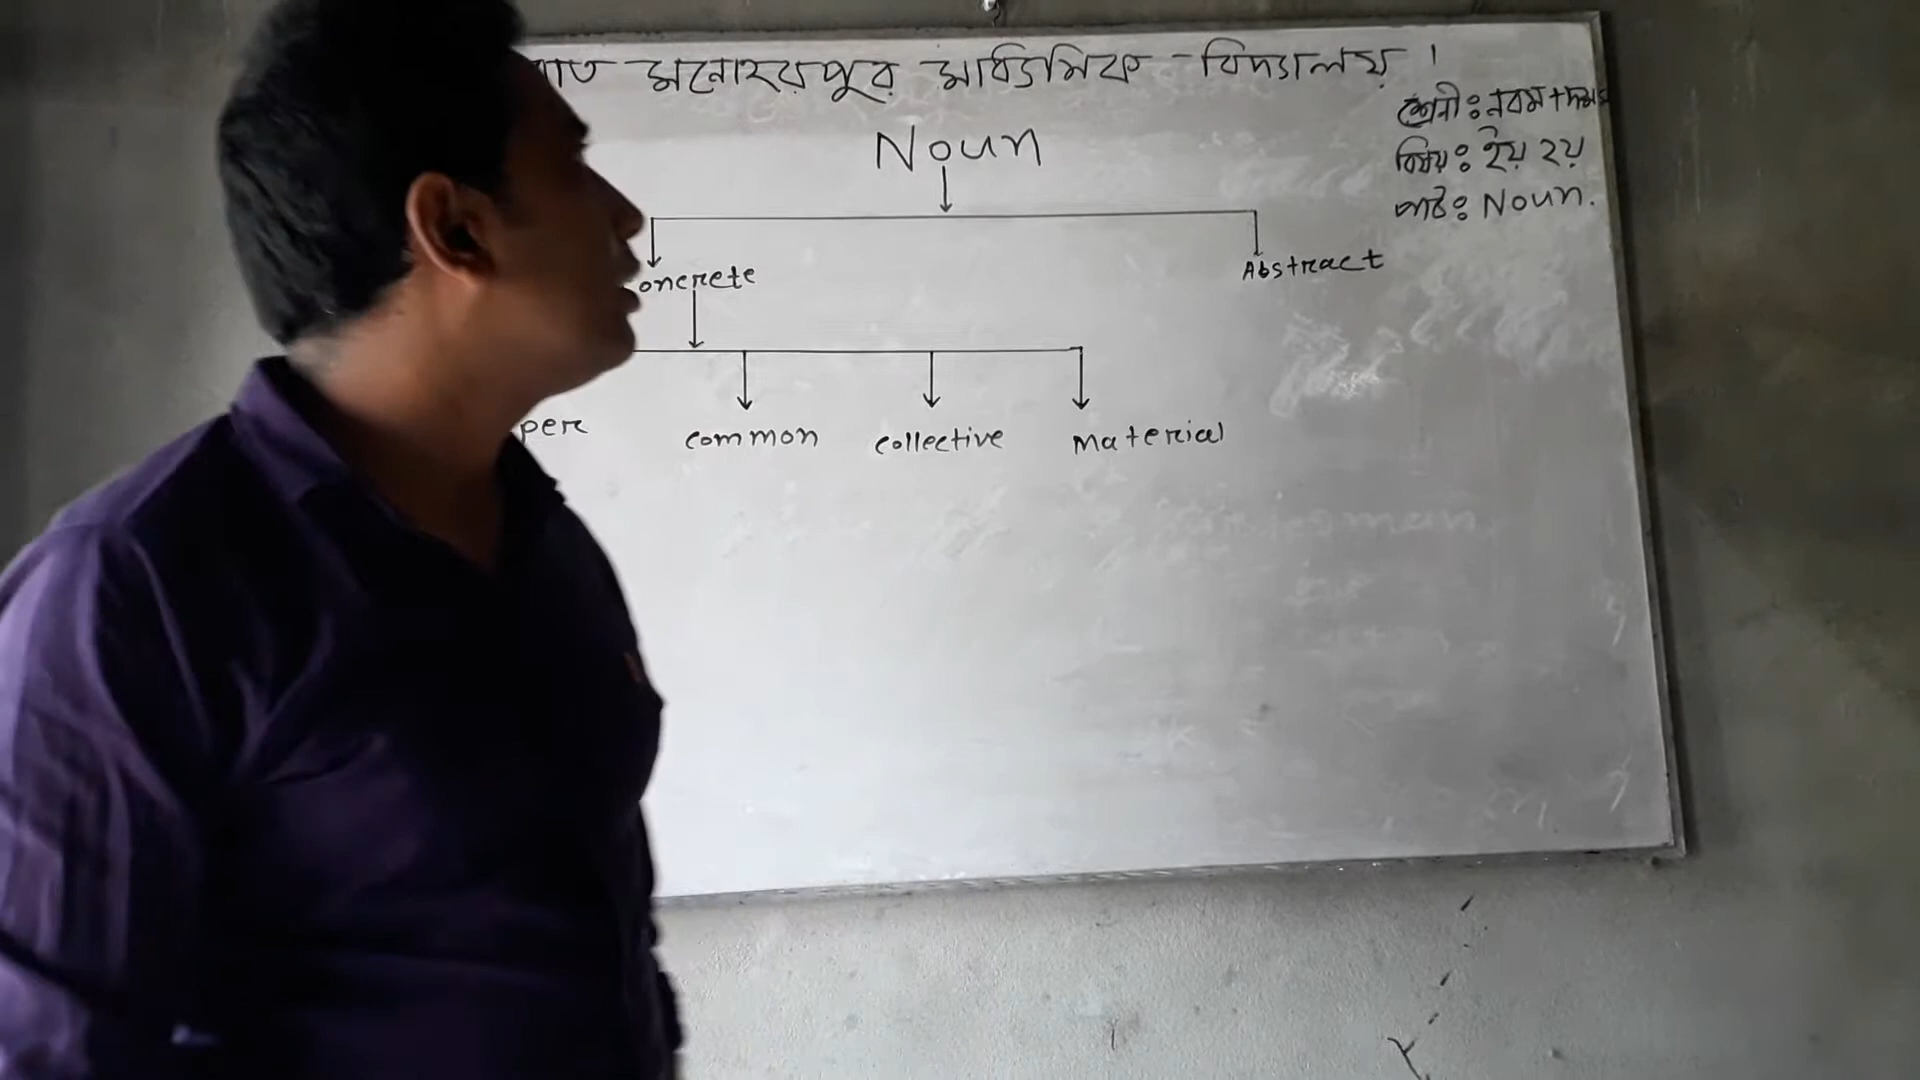 মনোহরপুর মাধ্যমিক বিদ্যালয় ।
শ্রেনী : নবম + দশম
বিষয় : ইং ২য়
পাঠ : Noun.
Noun
oncrete
Abstract
per
common
collective
Material